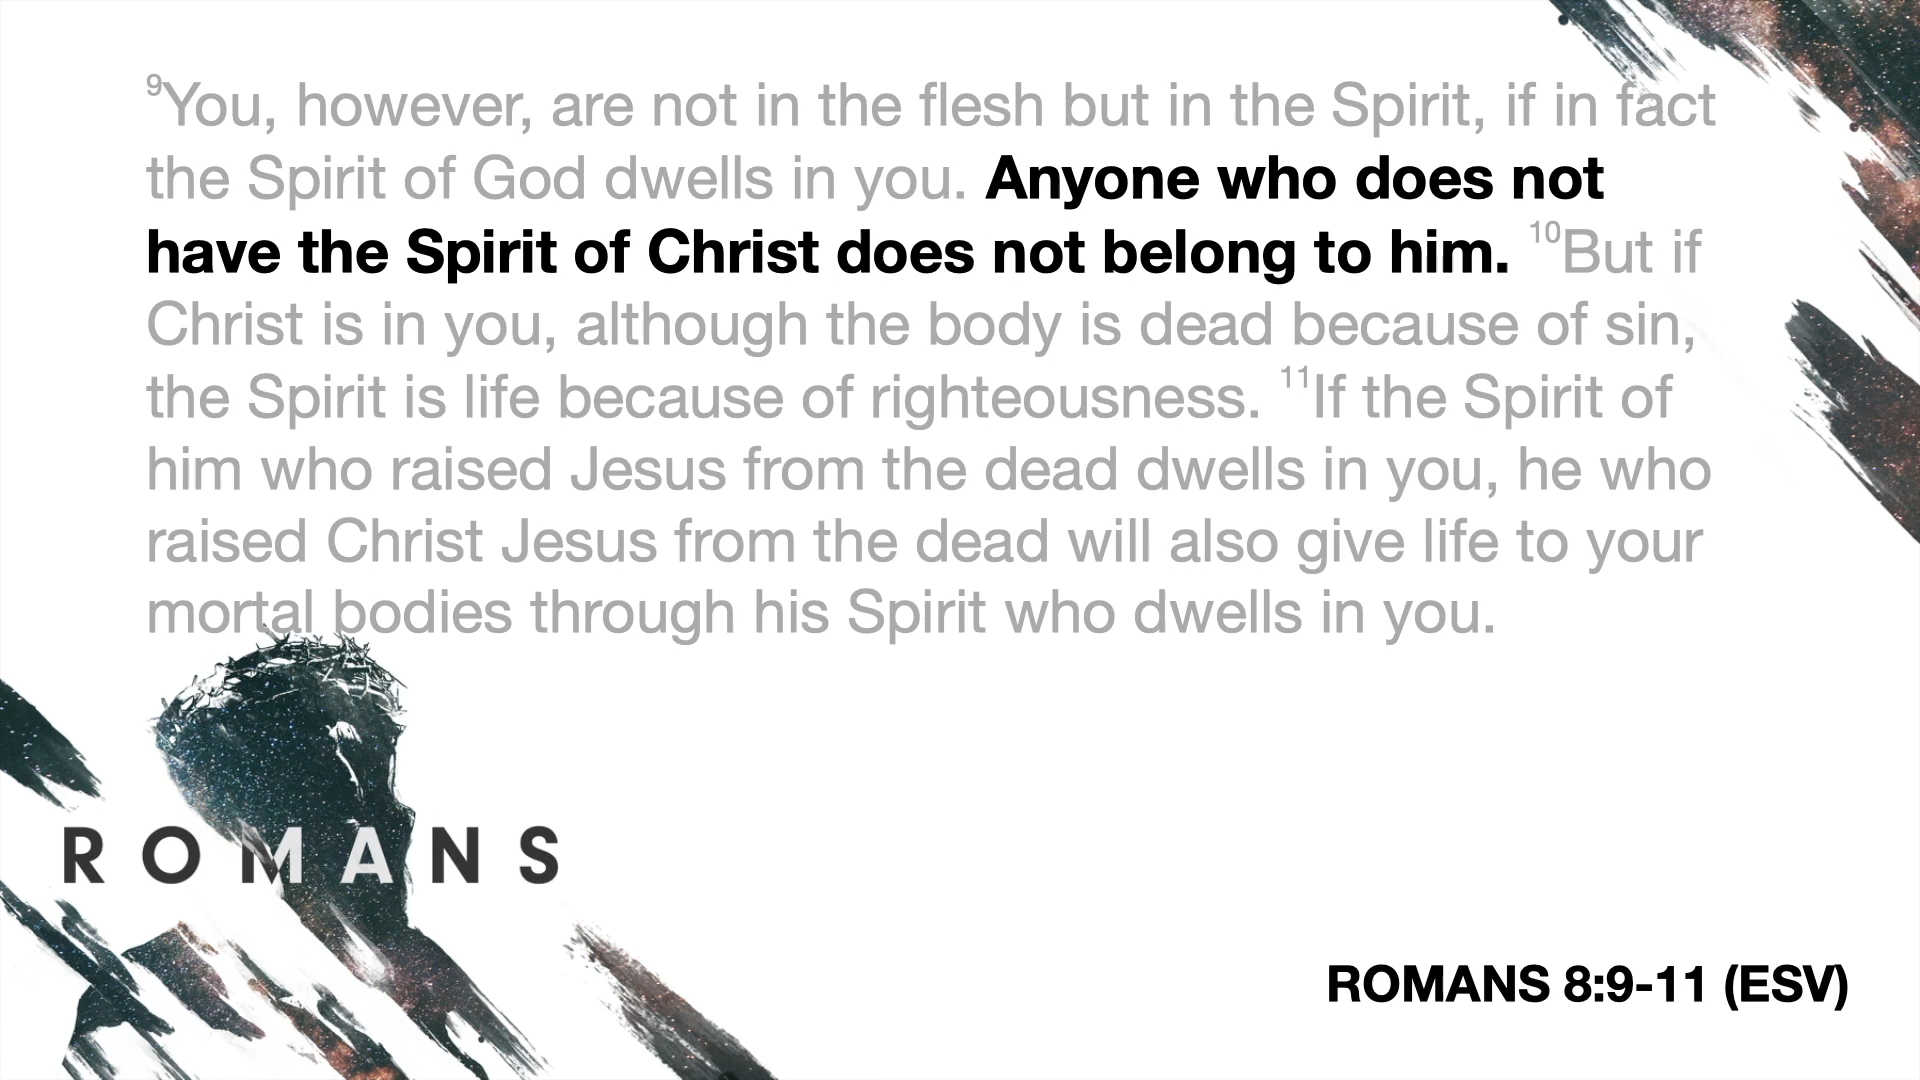 ⁹You, however, are not in the flesh but in the Spirit, if in fact
the Spirit of God dwells in you. Anyone who does not
have the Spirit of Christ does not belong to him. ¹⁰But if
Christ is in you, although the body is dead because of sin,
the Spirit is life because of righteousness. ¹¹If the Spirit of
him who raised Jesus from the dead dwells in you, he who
raised Christ Jesus from the dead will also give life to your
mortal bodies through his Spirit who dwells in you.
ROMANS
ROMANS 8:9-11 (ESV)